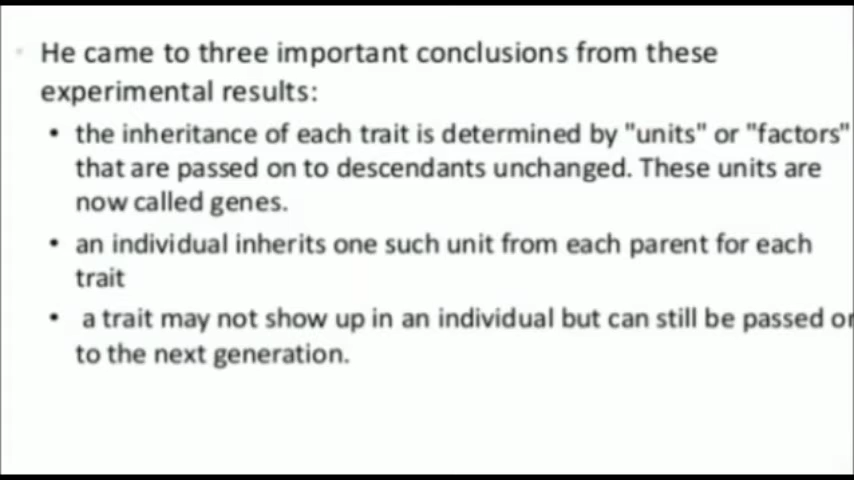 He came to three important conclusions from these
experimental results:
• the inheritance of each trait is determined by "units" or "factors"
that are passed on to descendants unchanged. These units are
now called genes.
• an individual inherits one such unit from each parent for each
trait
• a trait may not show up in an individual but can still be passed on
to the next generation.